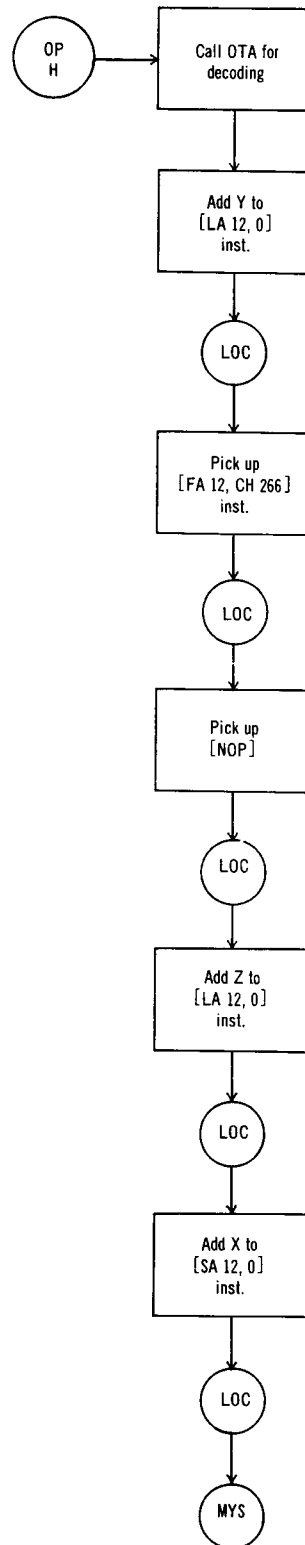 OP
H
Call OTA for
decoding
Add Y to
[LA 12, 0]
inst.
LOC
Pick up
[FA 12, CH 266]
inst.
LOC
Pick up
[NOP]
LOC
Add Z to
[LA 12, 0]
inst.
LOC
Add X to
[SA 12, 0]
inst.
LOC
MYS